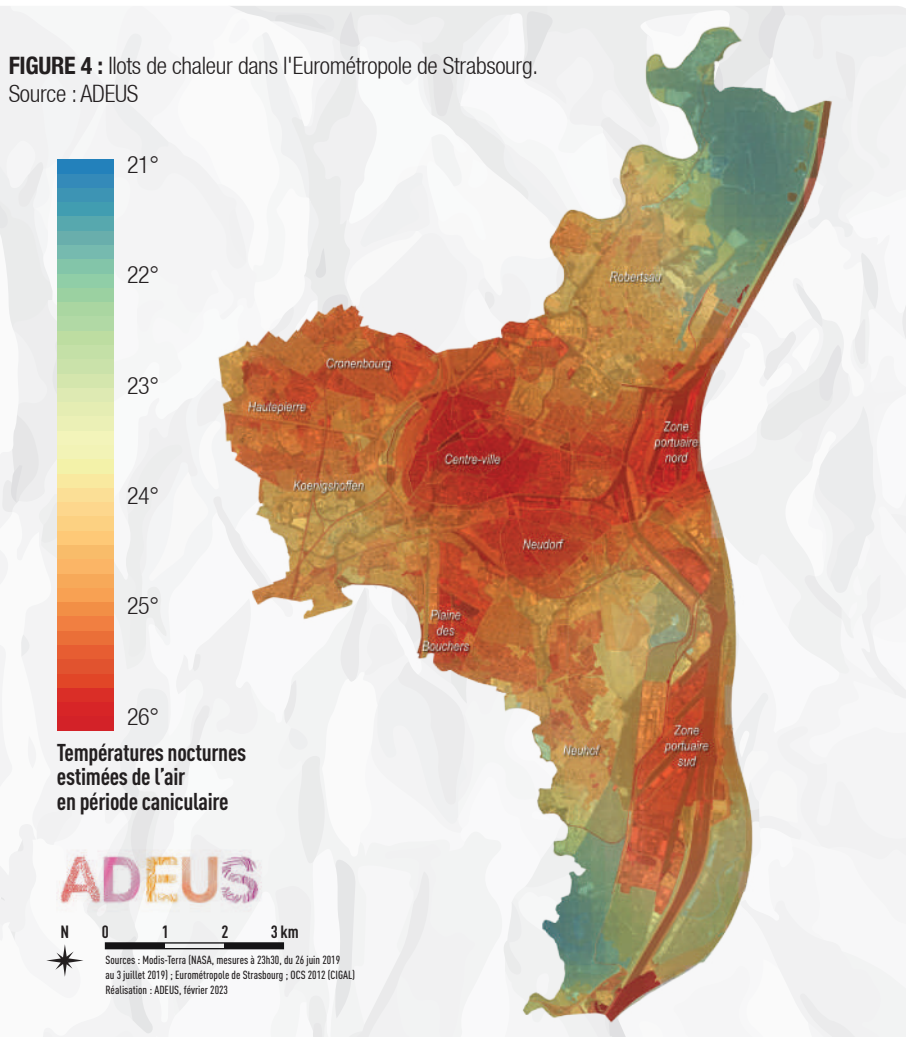 FIGURE 4 : Ilots de chaleur dans l'Eurométropole de Strabsourg.
Source : ADEUS
21°
22°
23°
24°
25°
26°
Températures nocturnes
estimées de l'air
en période caniculaire
ADEUS
N 0 1 2 3 km
Sources : Modis-Terra (NASA, mesures à 23h30, du 26 juin 2019
au 3 juillet 2019) ; Eurométropole de Strasbourg ; OCS 2012 (CIGAL)
Réalisation : ADEUS, février 2023
Robertsau
Cronenbourg
Hautepierre
Zone
portuaire
nord
Centre-ville
Koenigshoffen
Neudorf
Plaine
des
Bouchers
Neuhof
Zone
portuaire
sud